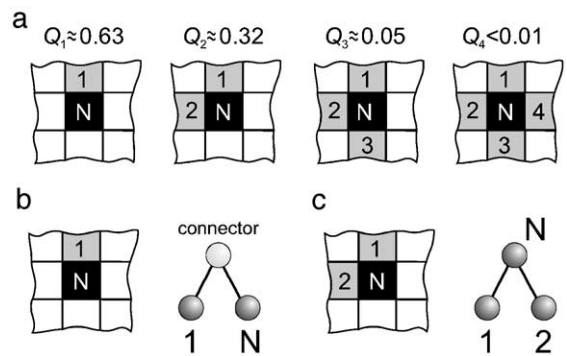 a
Q₁≈0.63 Q₂≈0.32 Q₃≈0.05 Q₄<0.01
1 1 1 1
N 2 N 2 N 2 N 4
3 3
b c
connector
1 1 N
N 2 N
1 N 1 2